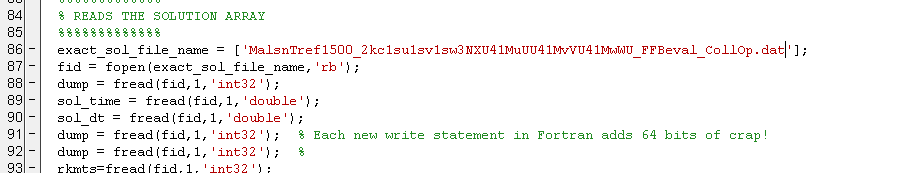 84 % READS THE SOLUTION ARRAY
85 %%%%%%%%%%%%%
86 - exact_sol_file_name = ['MalsnTref1500_2kc1su1sv1sw3NXU41MuUU41MvVU41MwWU_FFBeval_CollOp.dat'];
87 - fid = fopen(exact_sol_file_name,'rb');
88 - dump = fread(fid,1,'int32');
89 - sol_time = fread(fid,1,'double');
90 - sol_dt = fread(fid,1,'double');
91 - dump = fread(fid,1,'int32'); % Each new write statement in Fortran adds 64 bits of crap!
92 - dump = fread(fid,1,'int32'); %
93 - rkmts=fread(fid,1,'int32');